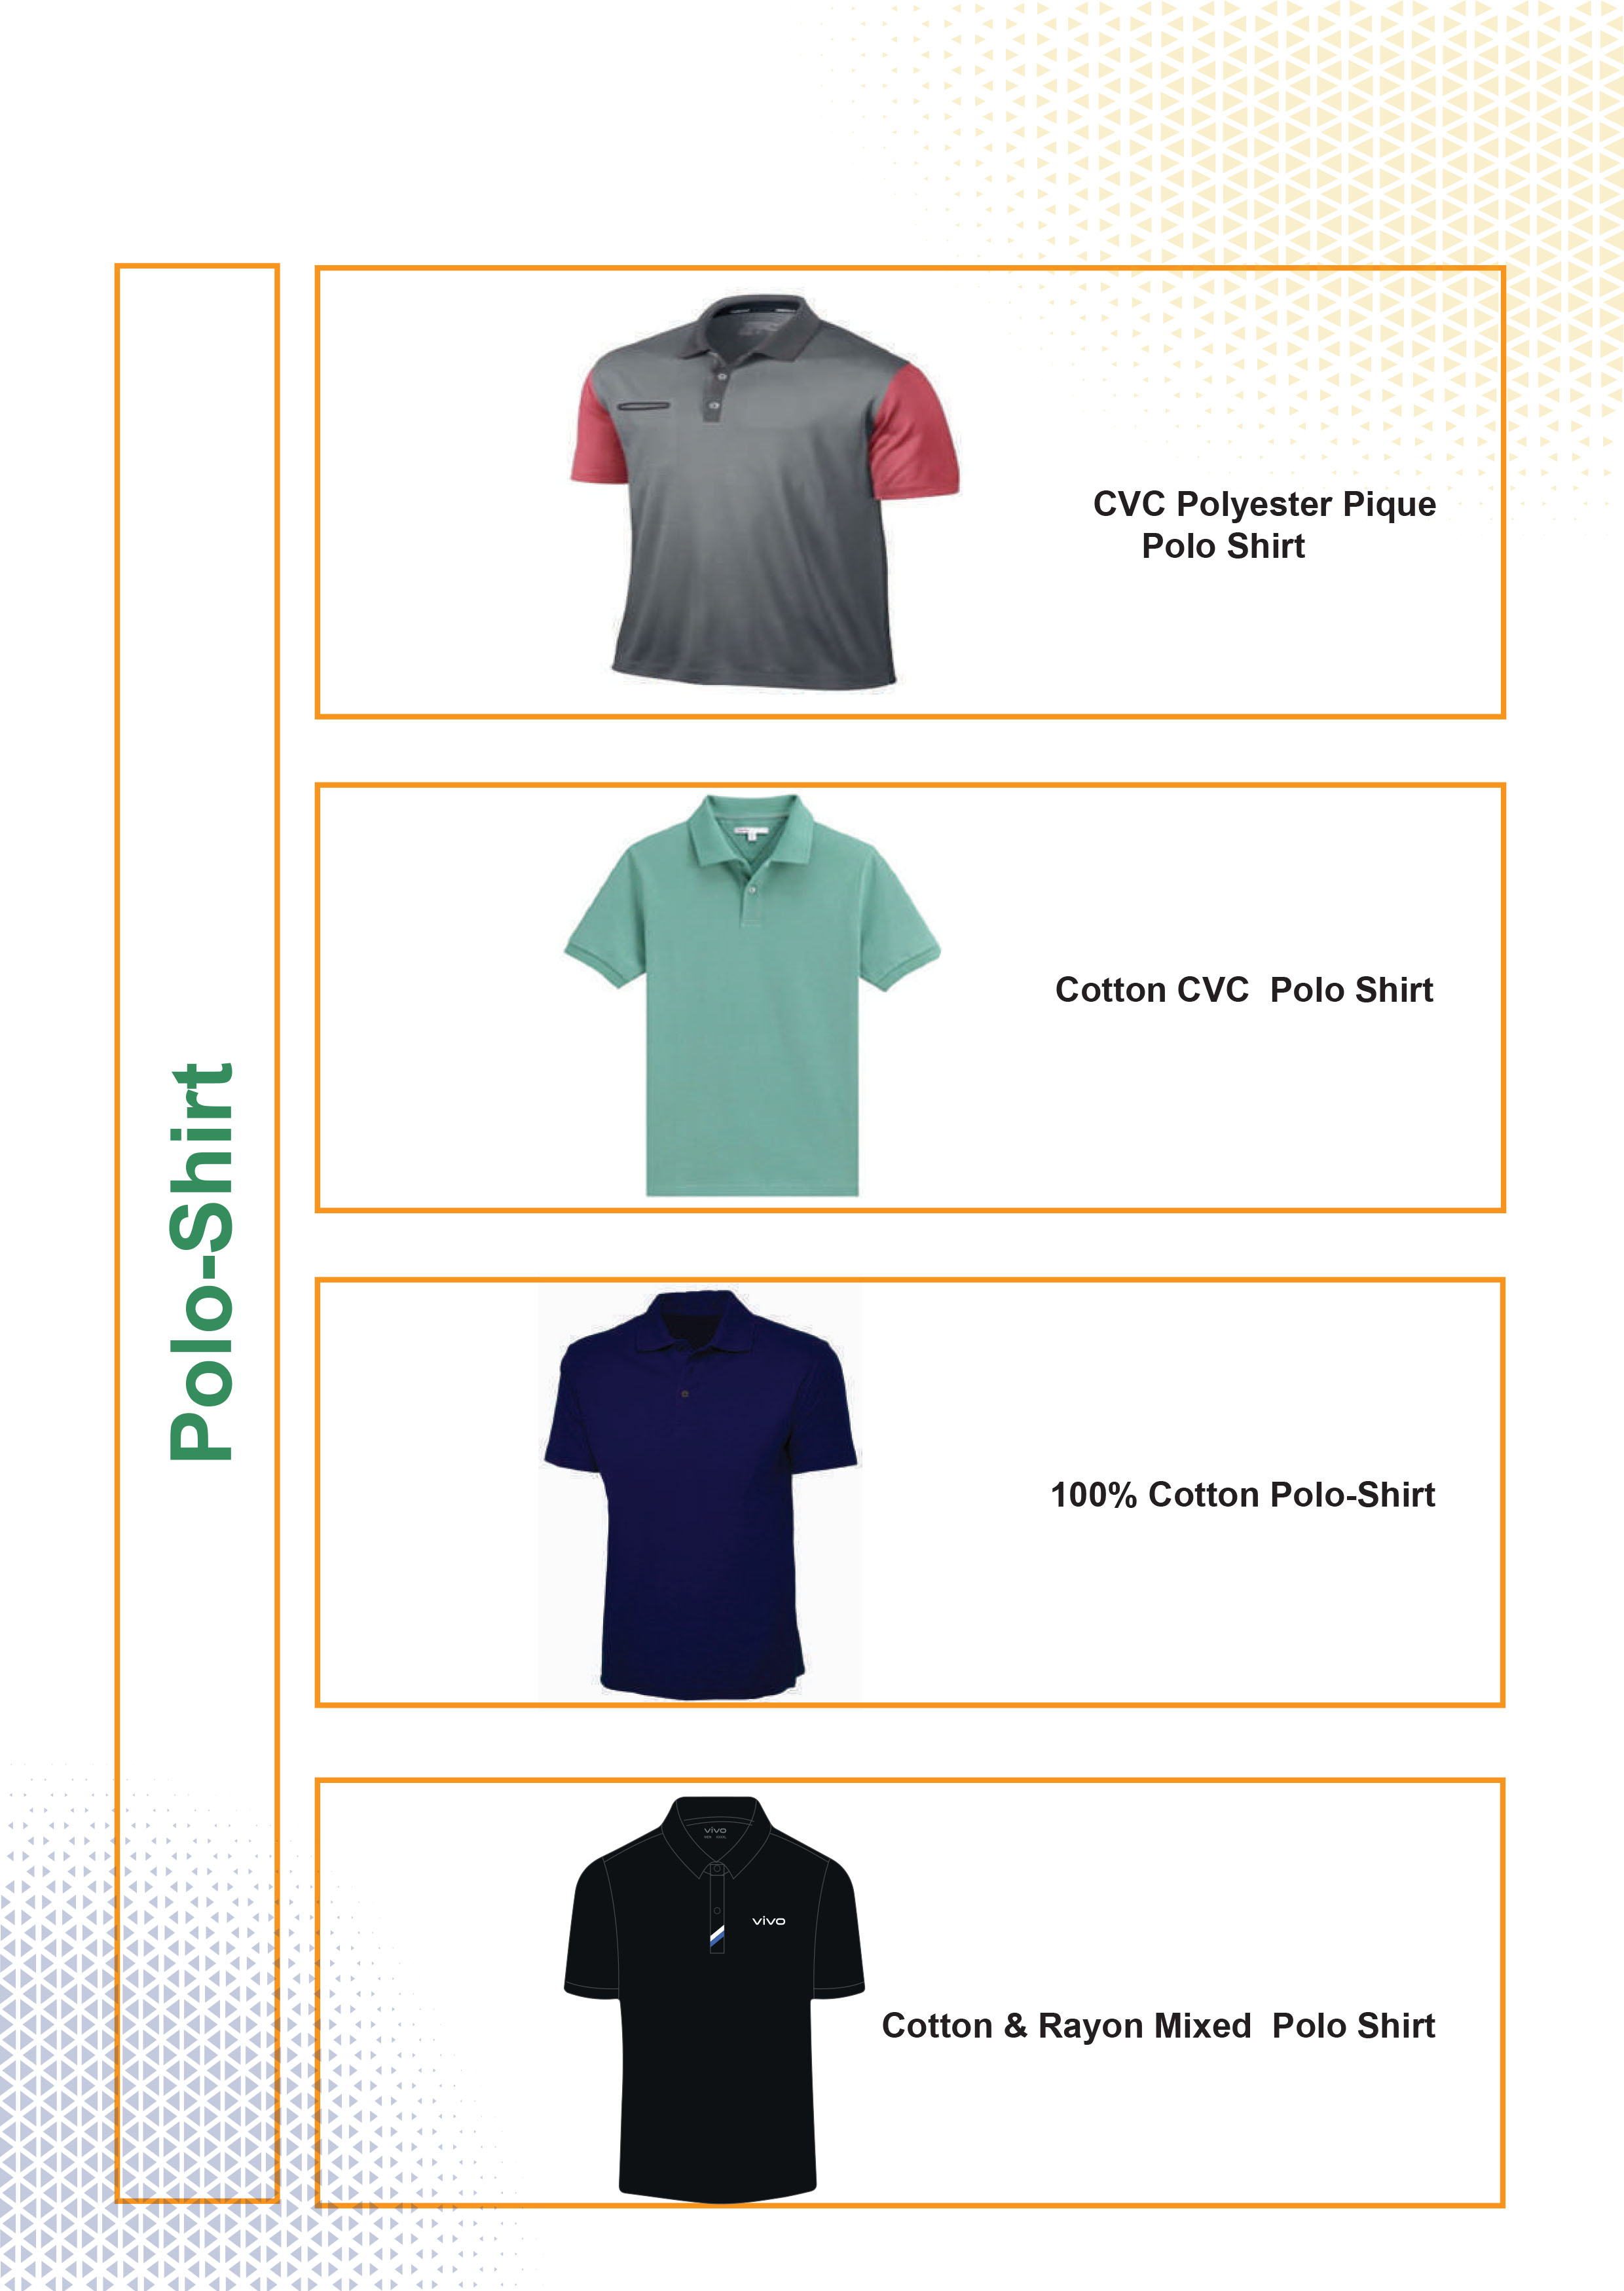 Polo-Shirt
CVC Polyester Pique
Polo Shirt
Cotton CVC  Polo Shirt
100% Cotton Polo-Shirt
vivo
vivo
Cotton & Rayon Mixed  Polo Shirt